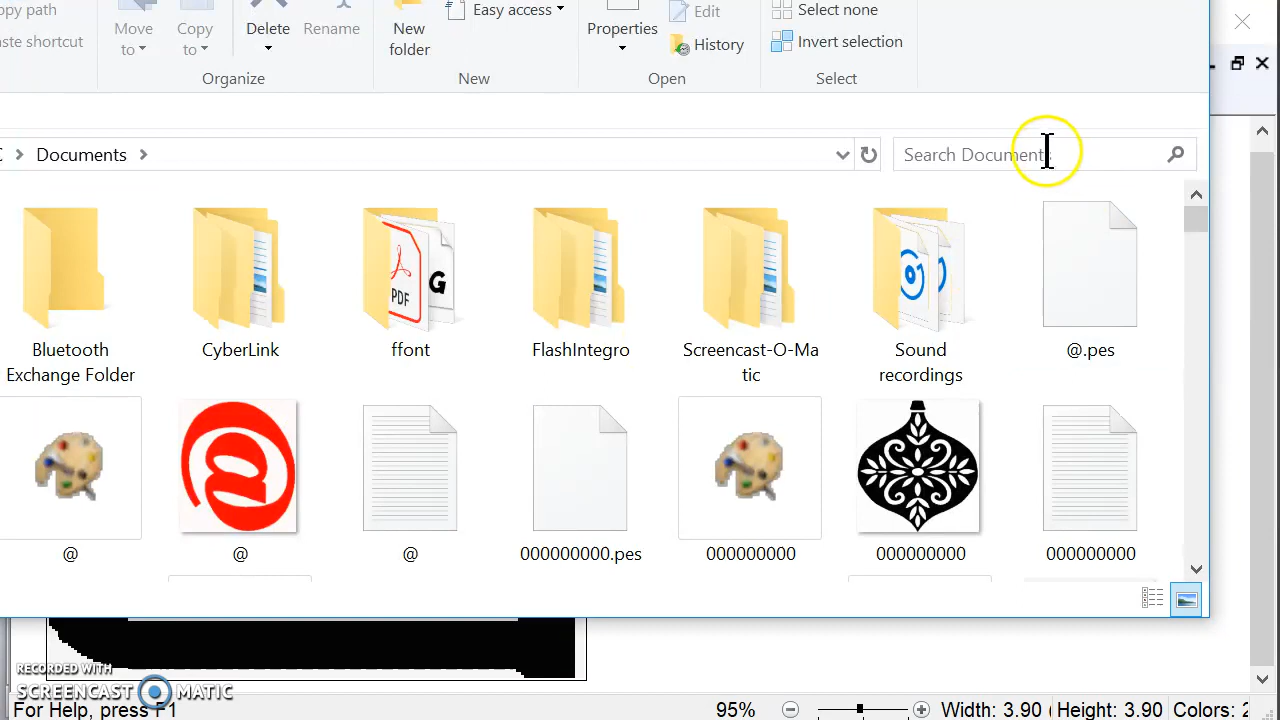 opy path
ste shortcut
Move to
Copy to
Delete
Rename
Organize
New folder
Easy access
New
Properties
Edit
History
Open
Select none
Invert selection
Select
Documents
Search Documents
PDF
G
Bluetooth Exchange Folder
CyberLink
ffont
FlashIntegro
Screencast-O-Ma
tic
Sound recordings
@.pes
@
@
@
@
000000000.pes
000000000
000000000
000000000
RECORDED WITH
SCREENCAST MATIC
For Help, press F1
95%
Width: 3.90 (
Height: 3.90
Colors: 2